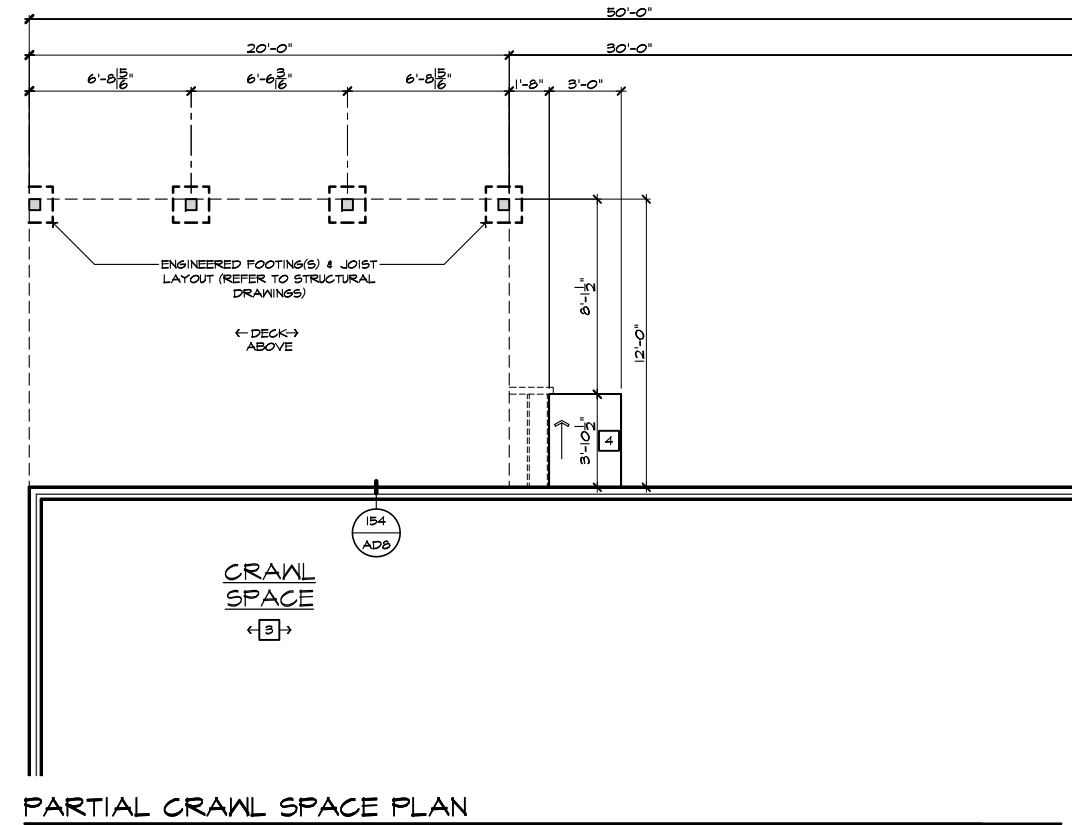 50'-0"
20'-0" 30'-0"
6'-8 15/16" 6'-6 3/16" 6'-8 15/16" 1'-8" 3'-0"
ENGINEERED FOOTING(S) & JOIST
LAYOUT (REFER TO STRUCTURAL
DRAWINGS)
8'-1 1/2"
12'-0"
←DECK→
ABOVE
3'-10 1/2"
4
154
AD8
CRAWL
SPACE
←3→
PARTIAL CRAWL SPACE PLAN